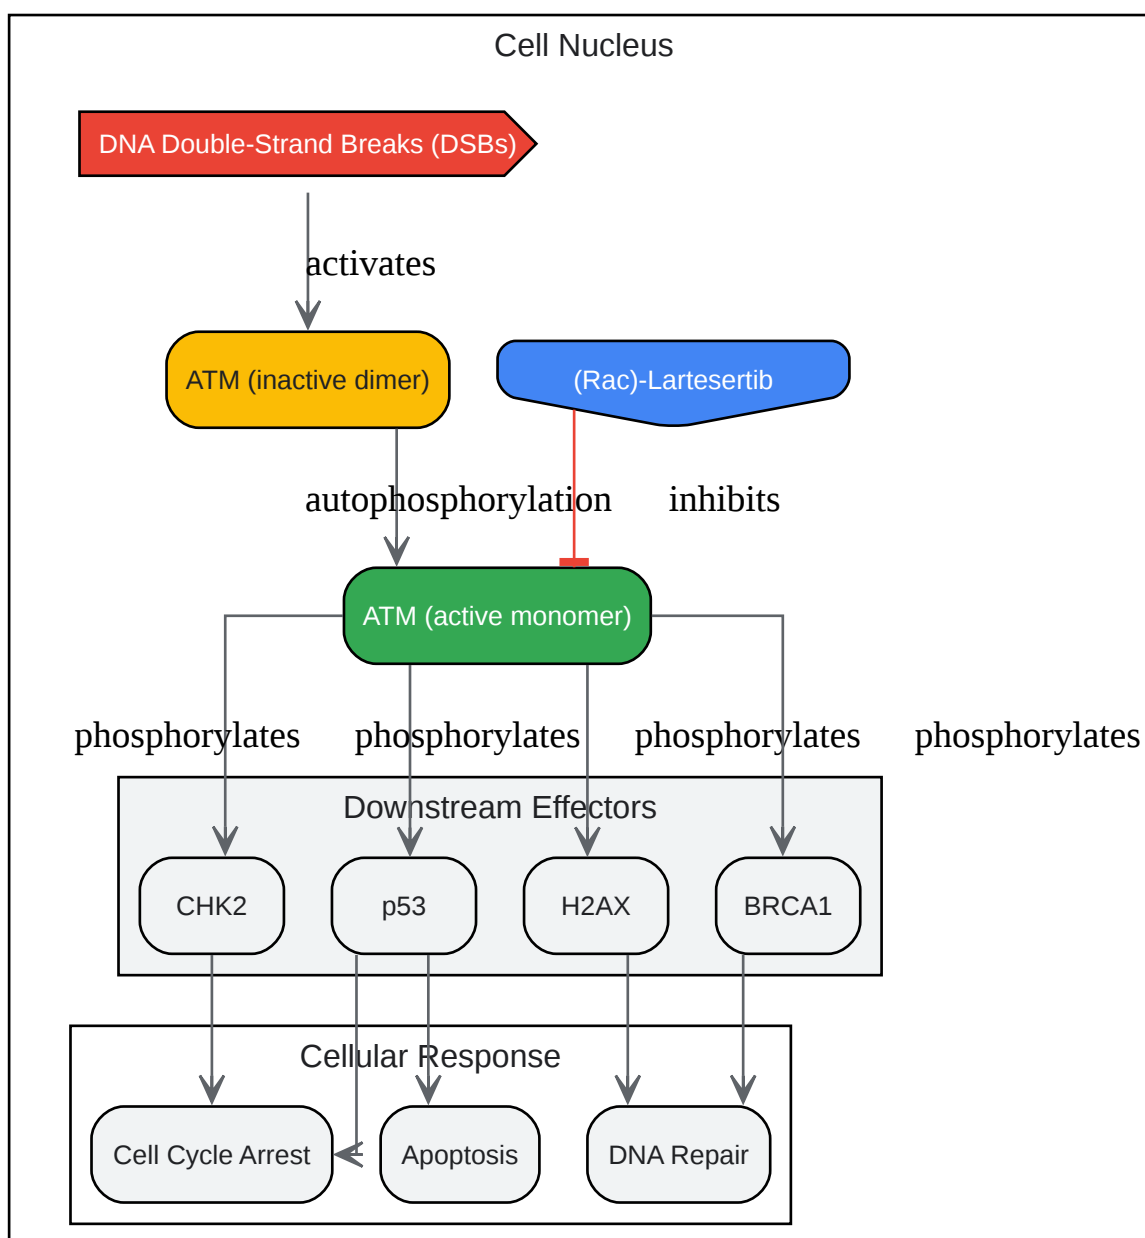 Cell Nucleus
DNA Double-Strand Breaks (DSBs)
activates
ATM (inactive dimer)
(Rac)-Lartesertib
autophosphorylation
inhibits
ATM (active monomer)
phosphorylates
phosphorylates
phosphorylates
phosphorylates
Downstream Effectors
CHK2
p53
H2AX
BRCA1
Cellular Response
Cell Cycle Arrest
Apoptosis
DNA Repair